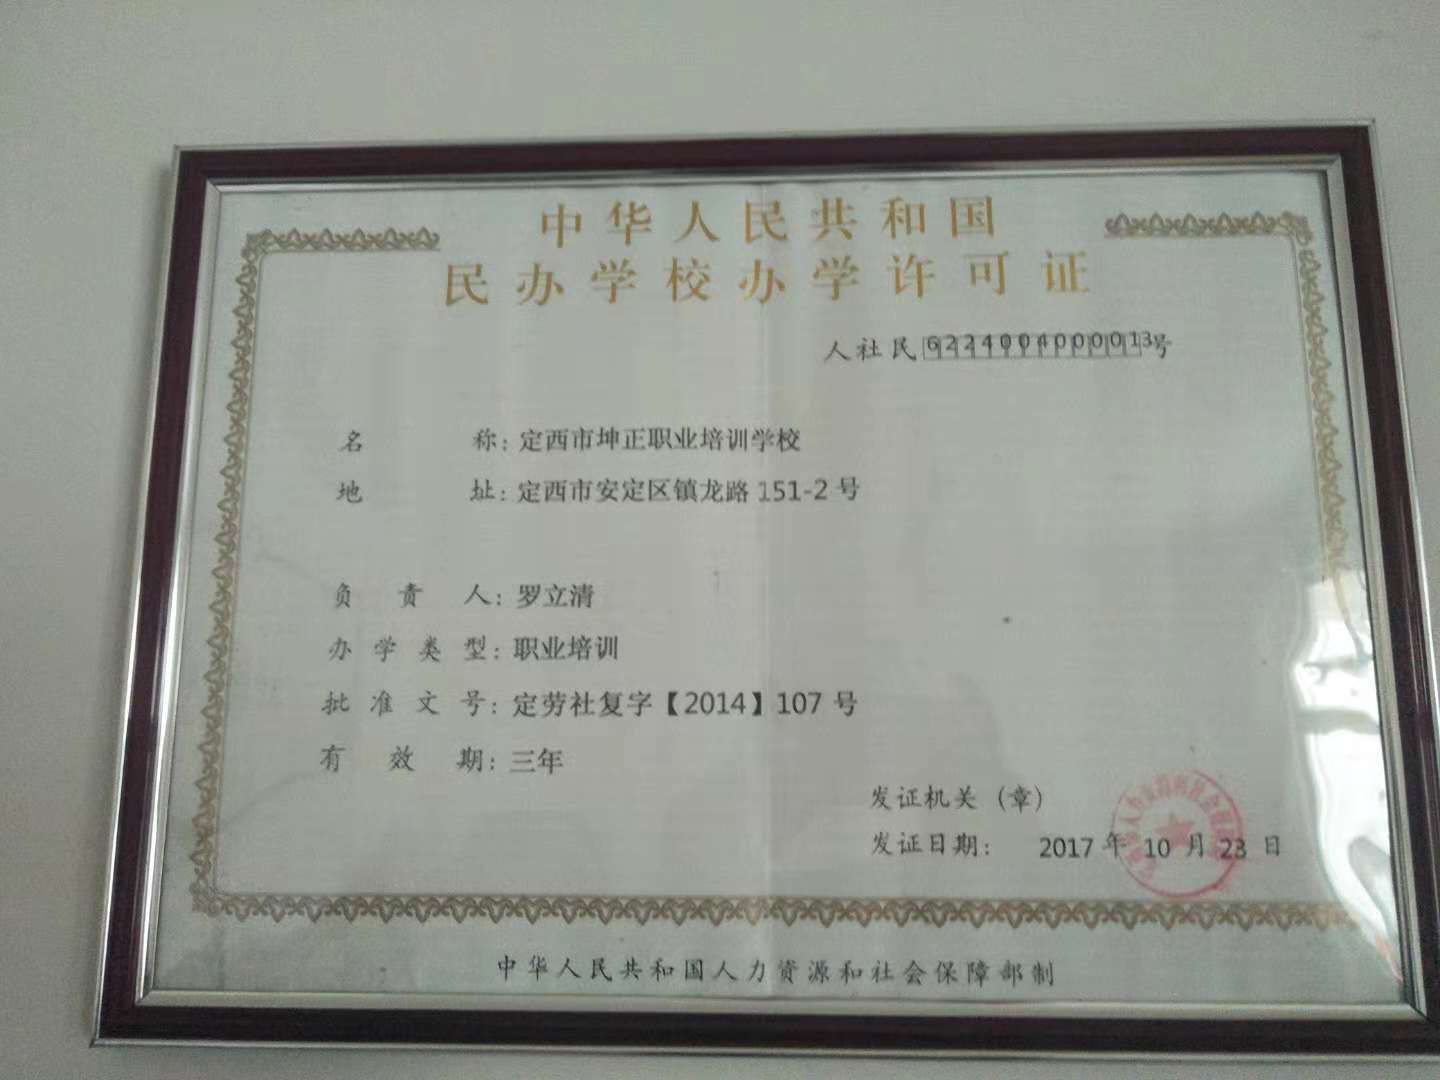 中华人民共和国
民办学校办学许可证
人社民6224004000013号
名称：定西市坤正职业培训学校
地址：定西市安定区镇龙路151-2号
负责人：罗立清
办学类型：职业培训
批准文号：定劳社复字【2014】107号
有效期：三年
发证机关（章）
发证日期：2017年10月23日
中华人民共和国人力资源和社会保障部制